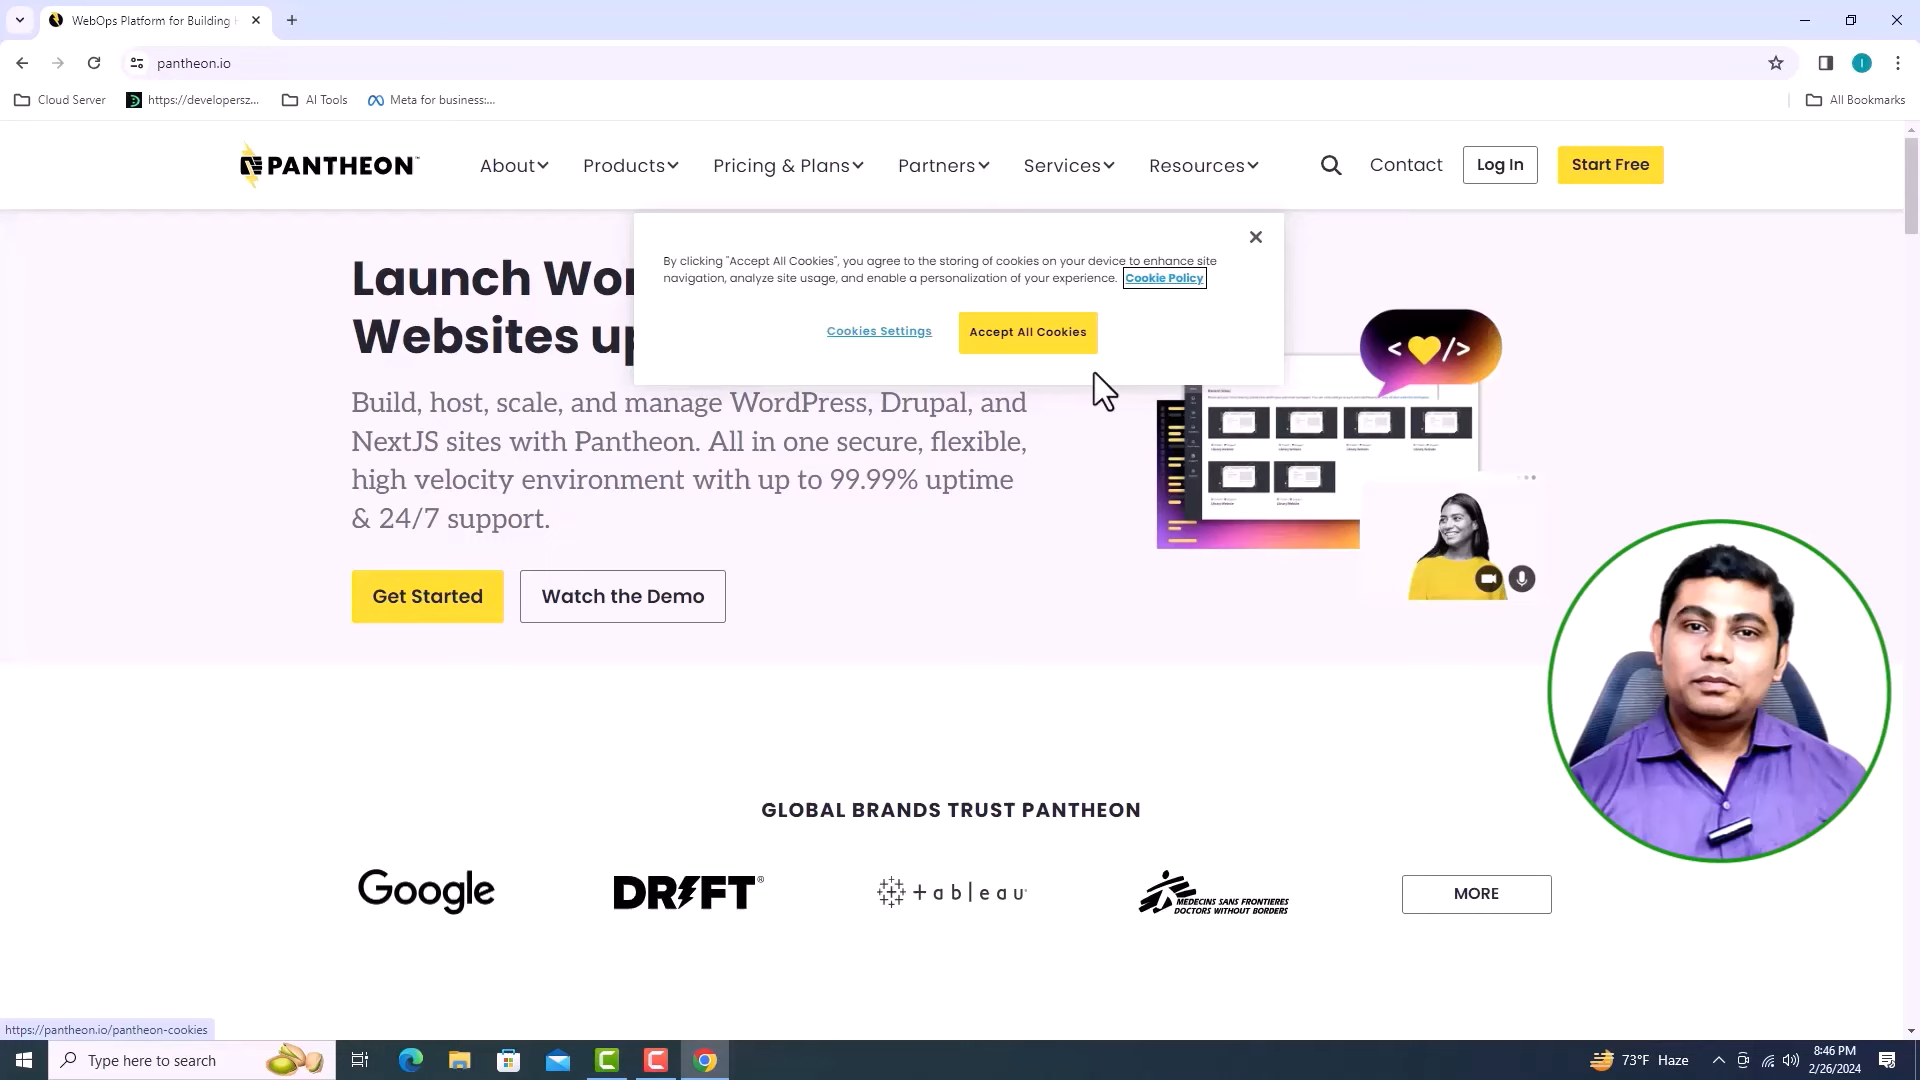 WebOps Platform for Building
pantheon.io
Cloud Server
https://developersz...
AI Tools
Meta for business:...
All Bookmarks
PANTHEON
About
Products
Pricing & Plans
Partners
Services
Resources
Contact
Log In
Start Free
By clicking "Accept All Cookies", you agree to the storing of cookies on your device to enhance site
navigation, analyze site usage, and enable a personalization of your experience. Cookie Policy
Cookies Settings
Accept All Cookies
Launch Wo
Websites up
Build, host, scale, and manage WordPress, Drupal, and
NextJS sites with Pantheon. All in one secure, flexible,
high velocity environment with up to 99.99% uptime
& 24/7 support.
Get Started
Watch the Demo
GLOBAL BRANDS TRUST PANTHEON
Google
DRIFT®
+ableau
MEDECINS SANS FRONTIERES
DOCTORS WITHOUT BORDERS
MORE
https://pantheon.io/pantheon-cookies
Type here to search
73°F Haze
8:46 PM
2/26/2024